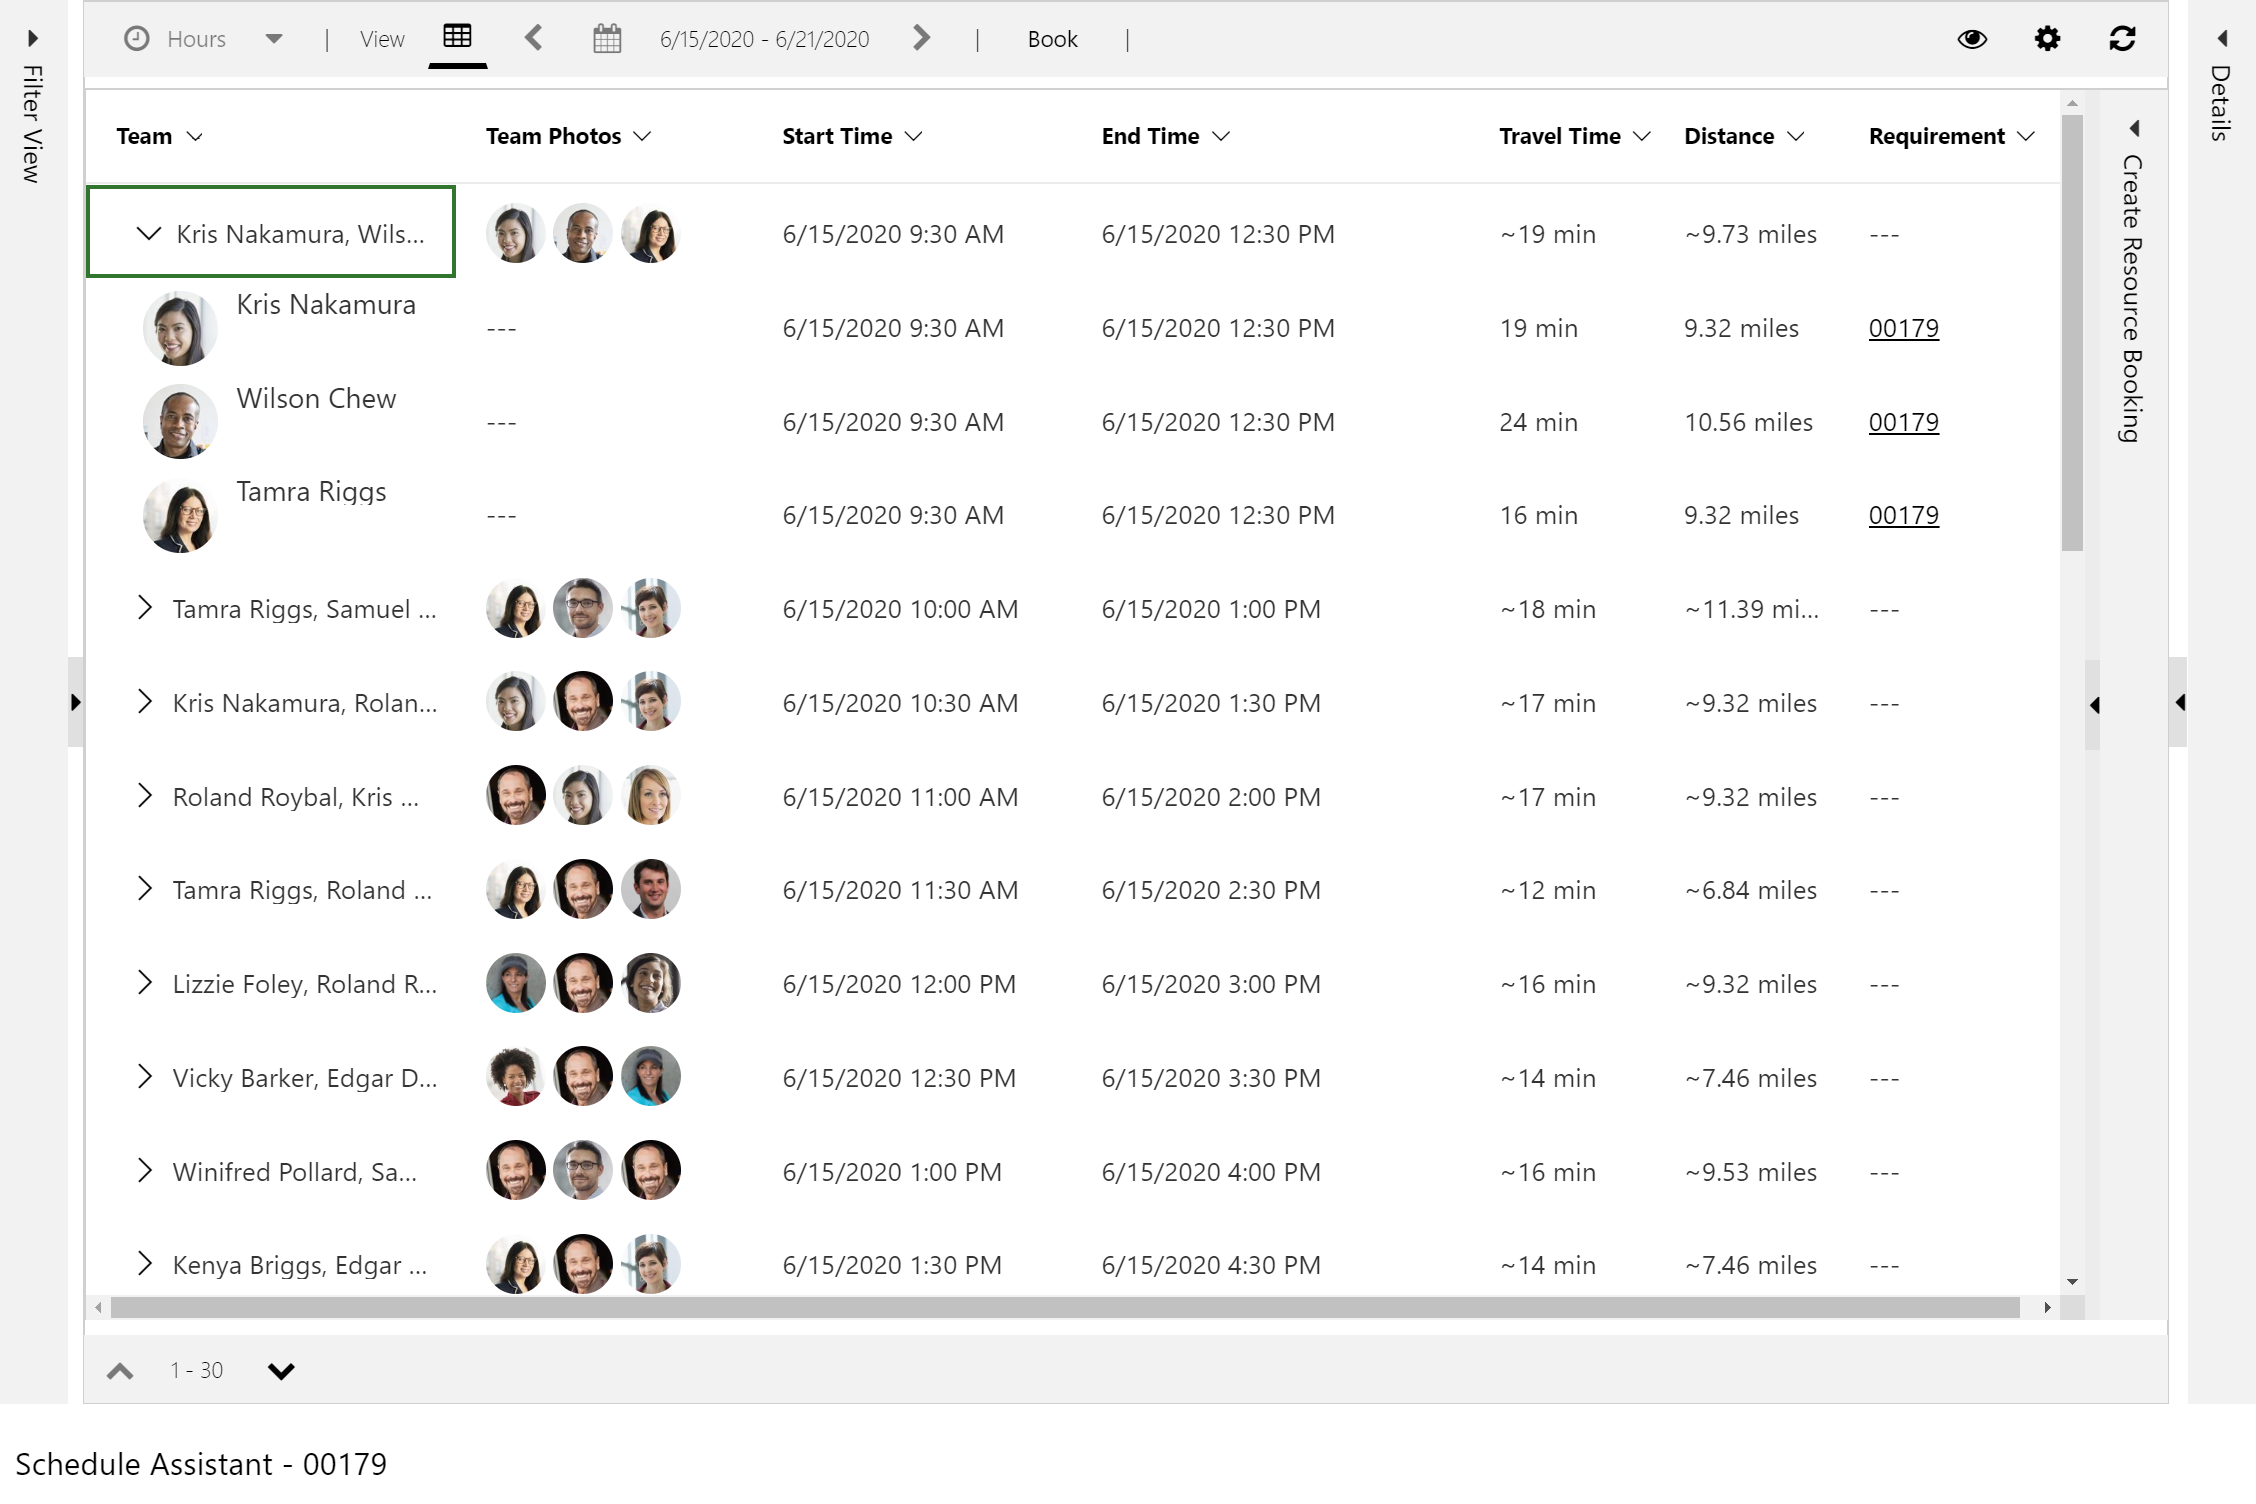 Hours | View 6/15/2020 - 6/21/2020 | Book |
Filter View
Details
Create Resource Booking
Team Team Photos Start Time End Time Travel Time Distance Requirement
Kris Nakamura, Wils... 6/15/2020 9:30 AM 6/15/2020 12:30 PM ~19 min ~9.73 miles ---
Kris Nakamura --- 6/15/2020 9:30 AM 6/15/2020 12:30 PM 19 min 9.32 miles 00179
Wilson Chew --- 6/15/2020 9:30 AM 6/15/2020 12:30 PM 24 min 10.56 miles 00179
Tamra Riggs --- 6/15/2020 9:30 AM 6/15/2020 12:30 PM 16 min 9.32 miles 00179
Tamra Riggs, Samuel ... 6/15/2020 10:00 AM 6/15/2020 1:00 PM ~18 min ~11.39 mi... ---
Kris Nakamura, Rolan... 6/15/2020 10:30 AM 6/15/2020 1:30 PM ~17 min ~9.32 miles ---
Roland Roybal, Kris ... 6/15/2020 11:00 AM 6/15/2020 2:00 PM ~17 min ~9.32 miles ---
Tamra Riggs, Roland ... 6/15/2020 11:30 AM 6/15/2020 2:30 PM ~12 min ~6.84 miles ---
Lizzie Foley, Roland R... 6/15/2020 12:00 PM 6/15/2020 3:00 PM ~16 min ~9.32 miles ---
Vicky Barker, Edgar D... 6/15/2020 12:30 PM 6/15/2020 3:30 PM ~14 min ~7.46 miles ---
Winifred Pollard, Sa... 6/15/2020 1:00 PM 6/15/2020 4:00 PM ~16 min ~9.53 miles ---
Kenya Briggs, Edgar ... 6/15/2020 1:30 PM 6/15/2020 4:30 PM ~14 min ~7.46 miles ---
1 - 30
Schedule Assistant - 00179